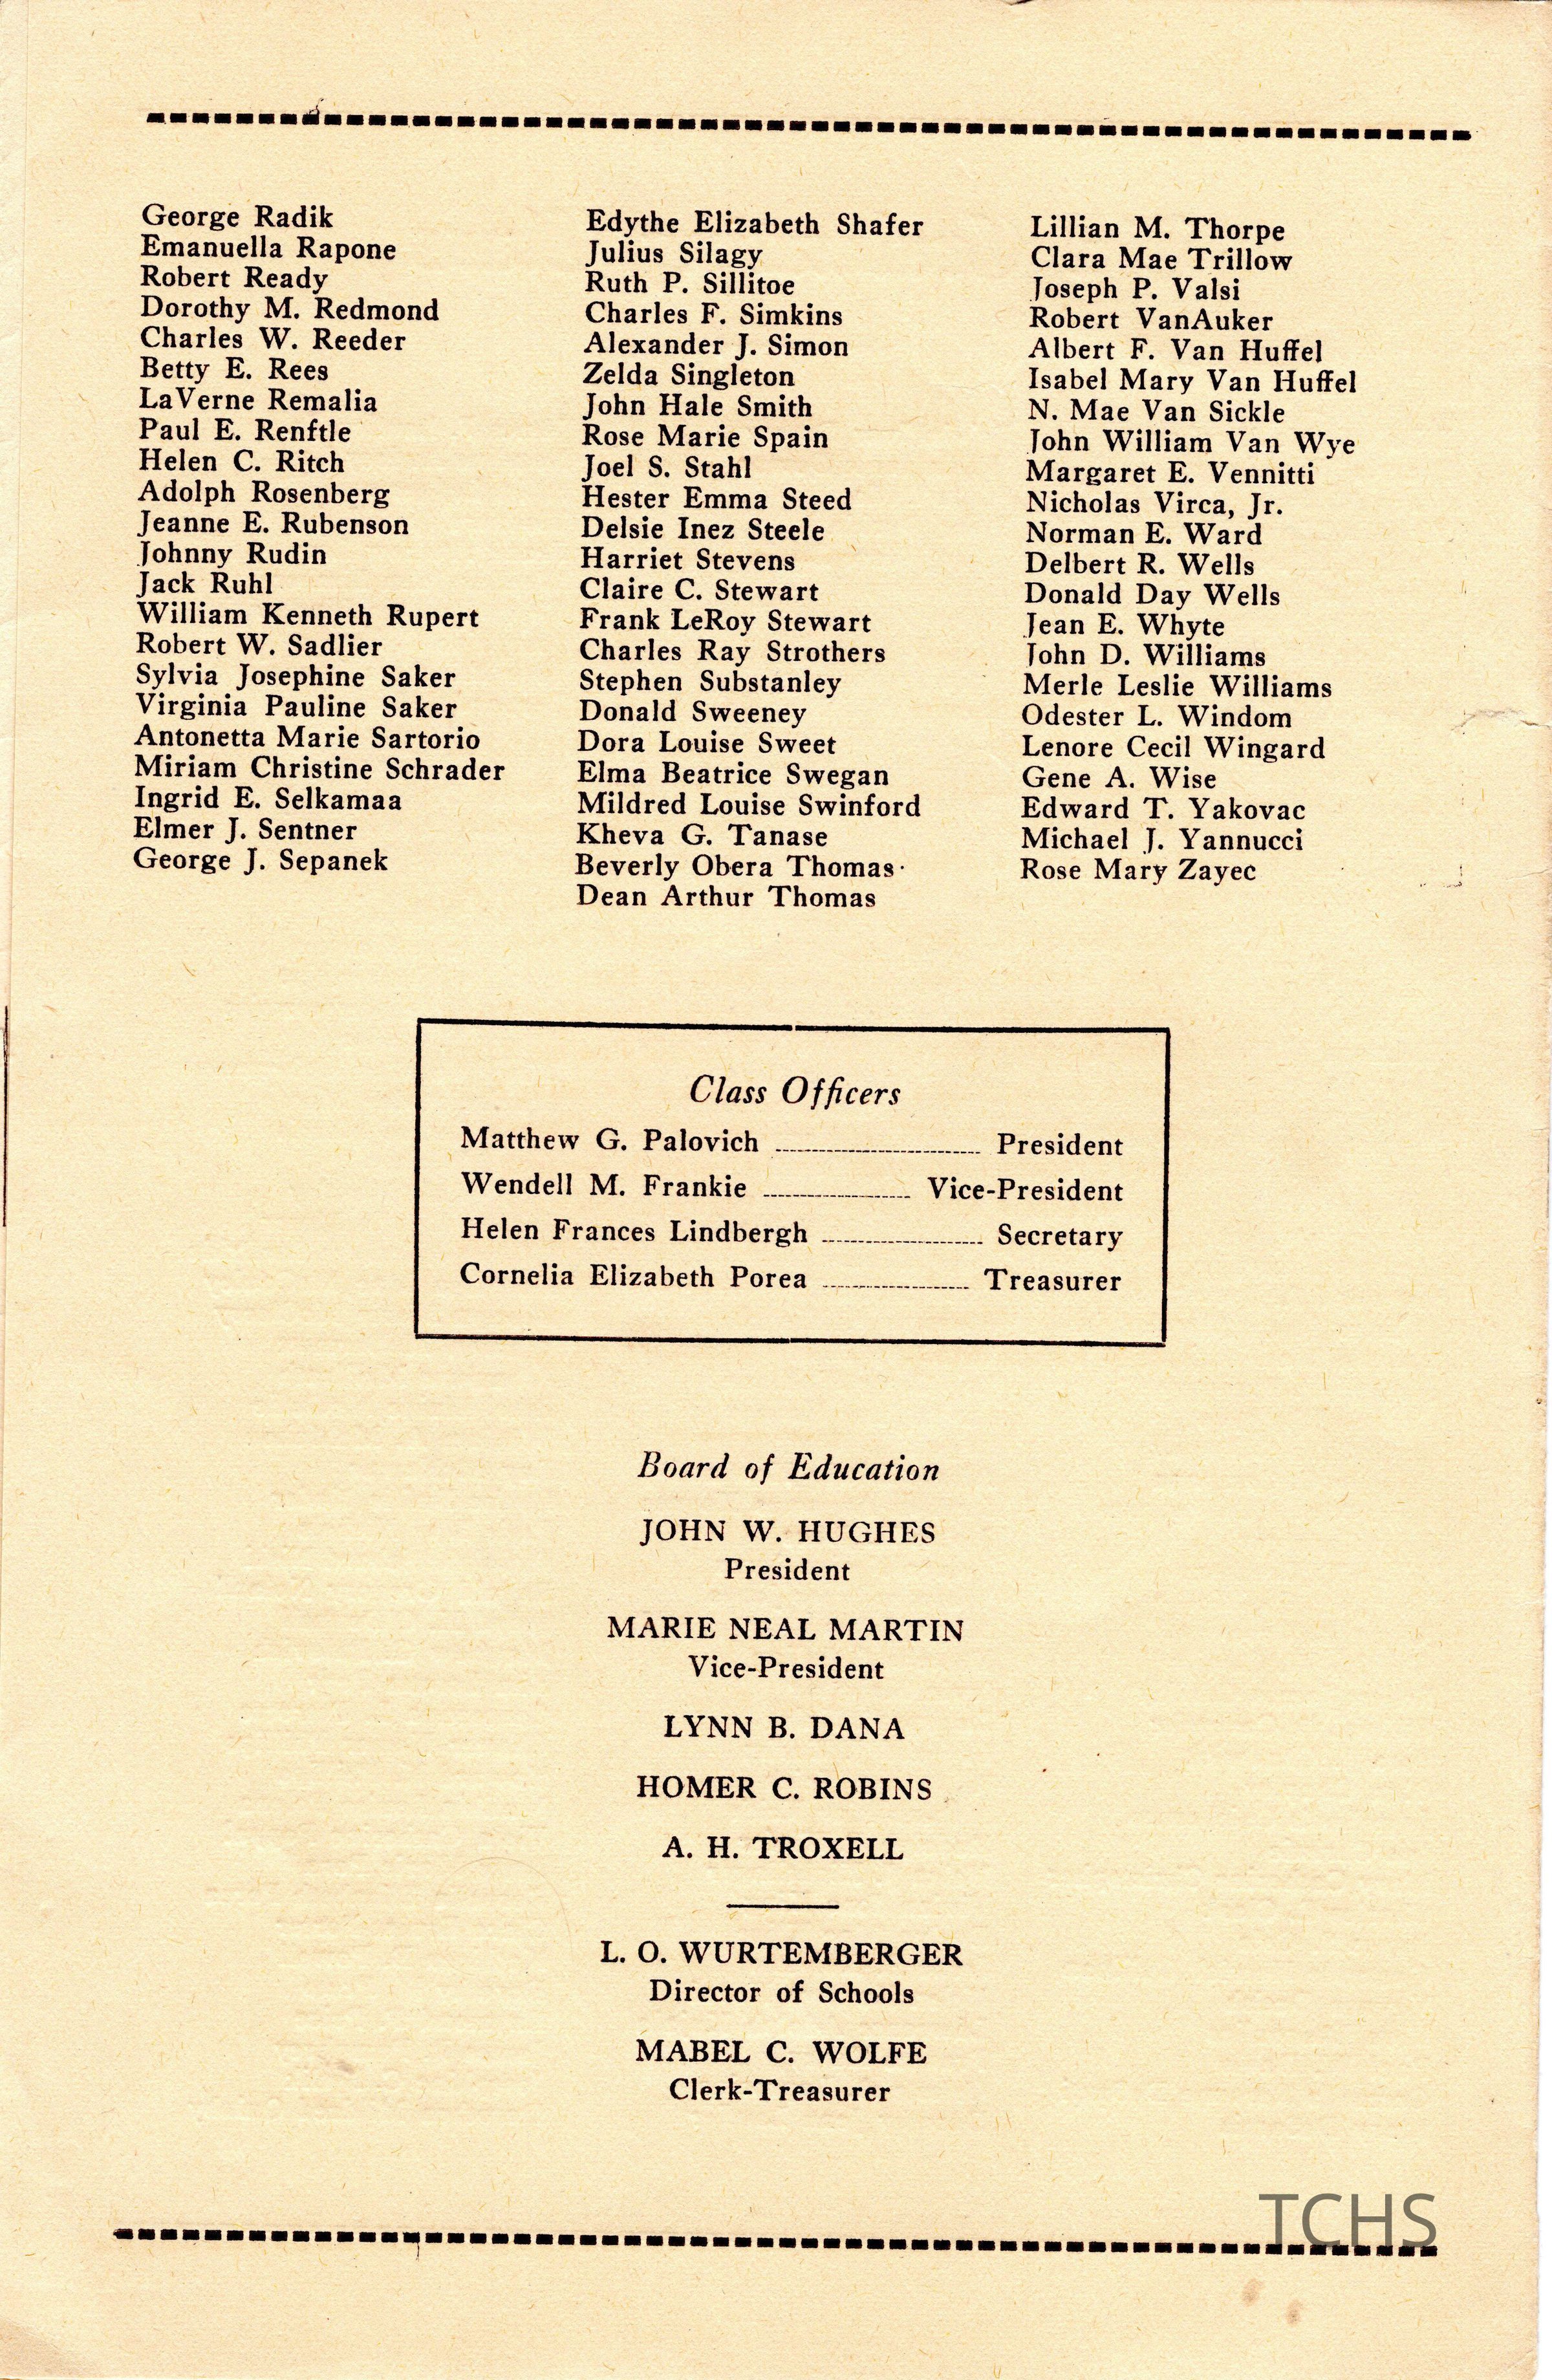 George Radik
Emanuella Rapone
Robert Ready
Dorothy M. Redmond
Charles W. Reeder
Betty E. Rees
LaVerne Remalia
Paul E. Renftle
Helen C. Ritch
Adolph Rosenberg
Jeanne E. Rubenson
Johnny Rudin
Jack Ruhl
William Kenneth Rupert
Robert W. Sadlier
Sylvia Josephine Saker
Virginia Pauline Saker
Antonetta Marie Sartorio
Miriam Christine Schrader
Ingrid E. Selkamaa
Elmer J. Sentner
George J. Sepanek
Edythe Elizabeth Shafer
Julius Silagy
Ruth P. Sillitoe
Charles F. Simkins
Alexander J. Simon
Zelda Singleton
John Hale Smith
Rose Marie Spain
Joel S. Stahl
Hester Emma Steed
Delsie Inez Steele
Harriet Stevens
Claire C. Stewart
Frank LeRoy Stewart
Charles Ray Strothers
Stephen Substanley
Donald Sweeney
Dora Louise Sweet
Elma Beatrice Swegan
Mildred Louise Swinford
Kheva G. Tanase
Beverly Obera Thomas
Dean Arthur Thomas
Lillian M. Thorpe
Clara Mae Trillow
Joseph P. Valsi
Robert VanAuker
Albert F. Van Huffel
Isabel Mary Van Huffel
N. Mae Van Sickle
John William Van Wye
Margaret E. Vennitti
Nicholas Virca, Jr.
Norman E. Ward
Delbert R. Wells
Donald Day Wells
Jean E. Whyte
John D. Williams
Merle Leslie Williams
Odester L. Windom
Lenore Cecil Wingard
Gene A. Wise
Edward T. Yakovac
Michael J. Yannucci
Rose Mary Zayec
Class Officers
Matthew G. Palovich President
Wendell M. Frankie Vice-President
Helen Frances Lindbergh Secretary
Cornelia Elizabeth Porea Treasurer
Board of Education
JOHN W. HUGHES
President
MARIE NEAL MARTIN
Vice-President
LYNN B. DANA
HOMER C. ROBINS
A. H. TROXELL
L. O. WURTEMBERGER
Director of Schools
MABEL C. WOLFE
Clerk-Treasurer
TCHS